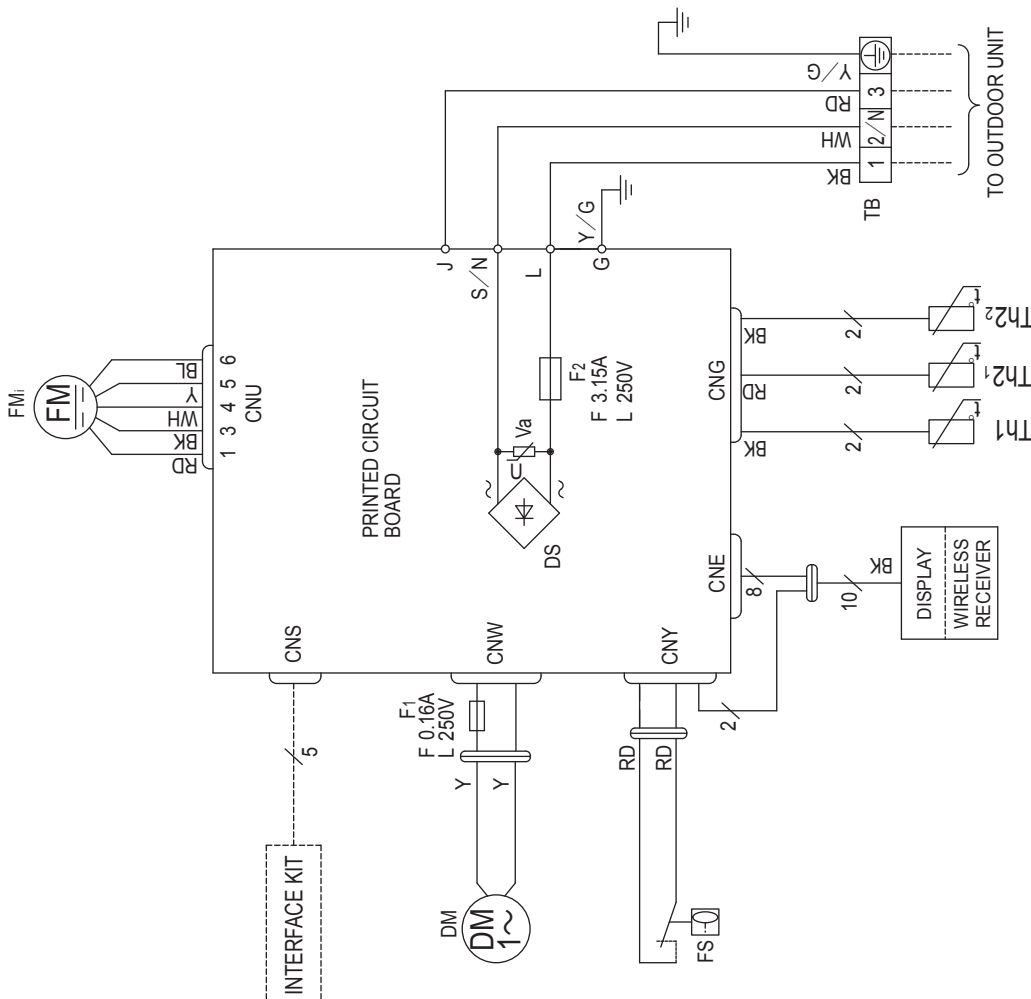 FMi
FM
RD
BK
WH
Y
BL
1
3
4
5
6
CNU
PRINTED CIRCUIT
BOARD
CNS
CNW
CNY
CNE
CNG
J
S/N
L
G
Y/G
F2
F 3.15A
L 250V
Va
U
~
~
DS
Y/G
RD
WH
BK
3
2/N
1
TB
TO OUTDOOR UNIT
5
INTERFACE KIT
F1
F 0.16A
L 250V
Y
Y
DM
DM
1~
RD
RD
FS
2
8
10
BK
DISPLAY
WIRELESS
RECEIVER
BK
RD
BK
2
2
2
t°
t°
t°
Th1
Th2₁
Th2₂